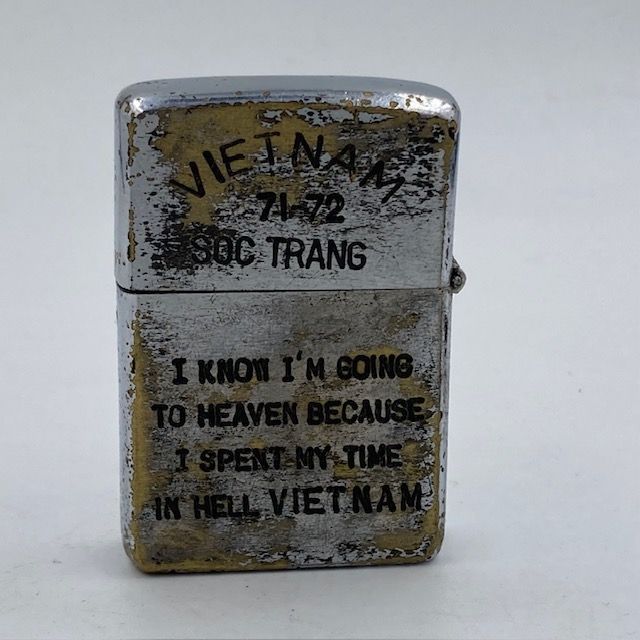 VIETNAM
71-72
SOC TRANG
I KNOW I'M GOING
TO HEAVEN BECAUSE
I SPENT MY TIME
IN HELL VIETNAM